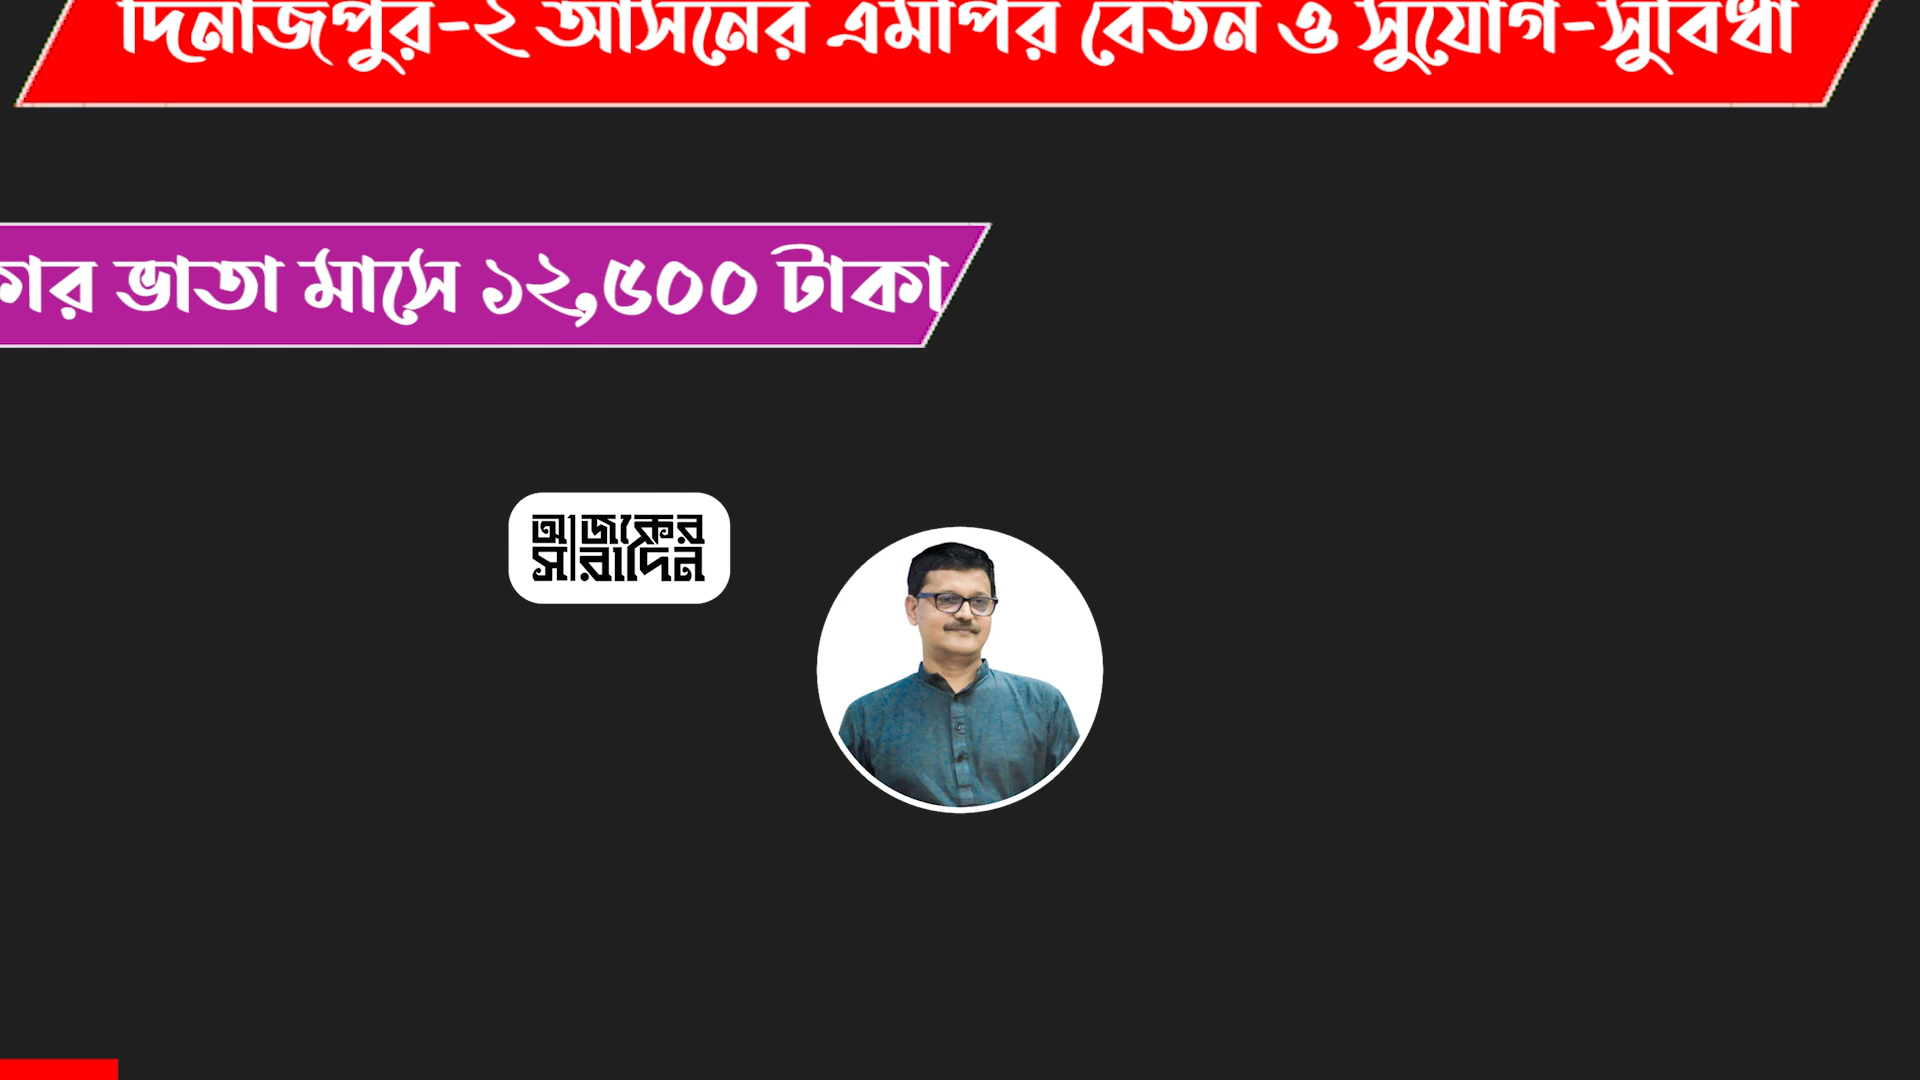 দিনাজপুর-২ আসনের এমপির বেতন ও সুযোগ-সুবিধা
ভাতা মাসে ১২,৫০০ টাকা
আজকের
সারাদিন